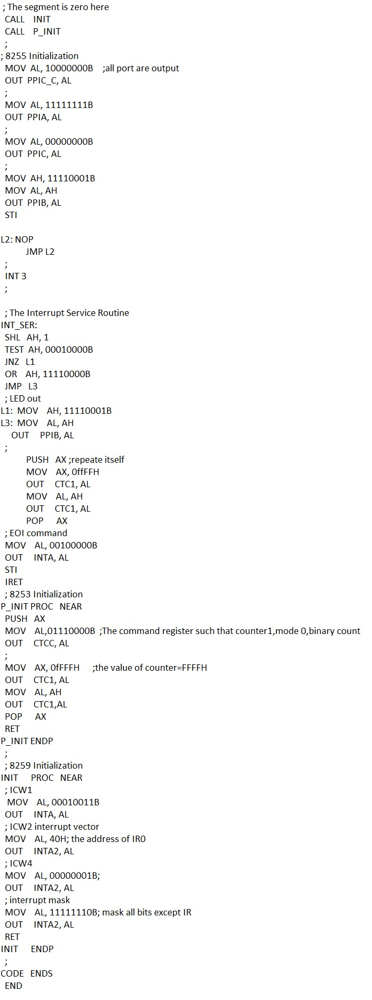 ; The segment is zero here
CALL INIT
CALL P_INIT
;
; 8255 Initialization
MOV AL, 10000000B ;all port are output
OUT PPIC_C, AL
;
MOV AL, 11111111B
OUT PPIA, AL
;
MOV AL, 00000000B
OUT PPIC, AL
;
MOV AH, 11110001B
MOV AL, AH
OUT PPIB, AL
STI
L2: NOP
JMP L2
;
INT 3
;
; The Interrupt Service Routine
INT_SER:
SHL AH, 1
TEST AH, 00010000B
JNZ L1
OR AH, 11110000B
JMP L3
; LED out
L1: MOV AH, 11110001B
L3: MOV AL, AH
OUT PPIB, AL
;
PUSH AX ;repeate itself
MOV AX, 0ffFFH
OUT CTC1, AL
MOV AL, AH
OUT CTC1, AL
POP AX
; EOI command
MOV AL, 00100000B
OUT INTA, AL
STI
IRET
; 8253 Initialization
P_INIT PROC NEAR
PUSH AX
MOV AL,01110000B ;The command register such that counter1,mode 0,binary count
OUT CTCC, AL
;
MOV AX, 0fFFFH ;the value of counter=FFFFH
OUT CTC1, AL
MOV AL, AH
OUT CTC1,AL
POP AX
RET
P_INIT ENDP
;
; 8259 Initialization
INIT PROC NEAR
; ICW1
MOV AL, 00010011B
OUT INTA, AL
; ICW2 interrupt vector
MOV AL, 40H; the address of IR0
OUT INTA2, AL
; ICW4
MOV AL, 00000001B;
OUT INTA2, AL
; interrupt mask
MOV AL, 11111110B; mask all bits except IR
OUT INTA2, AL
RET
INIT ENDP
;
CODE ENDS
END